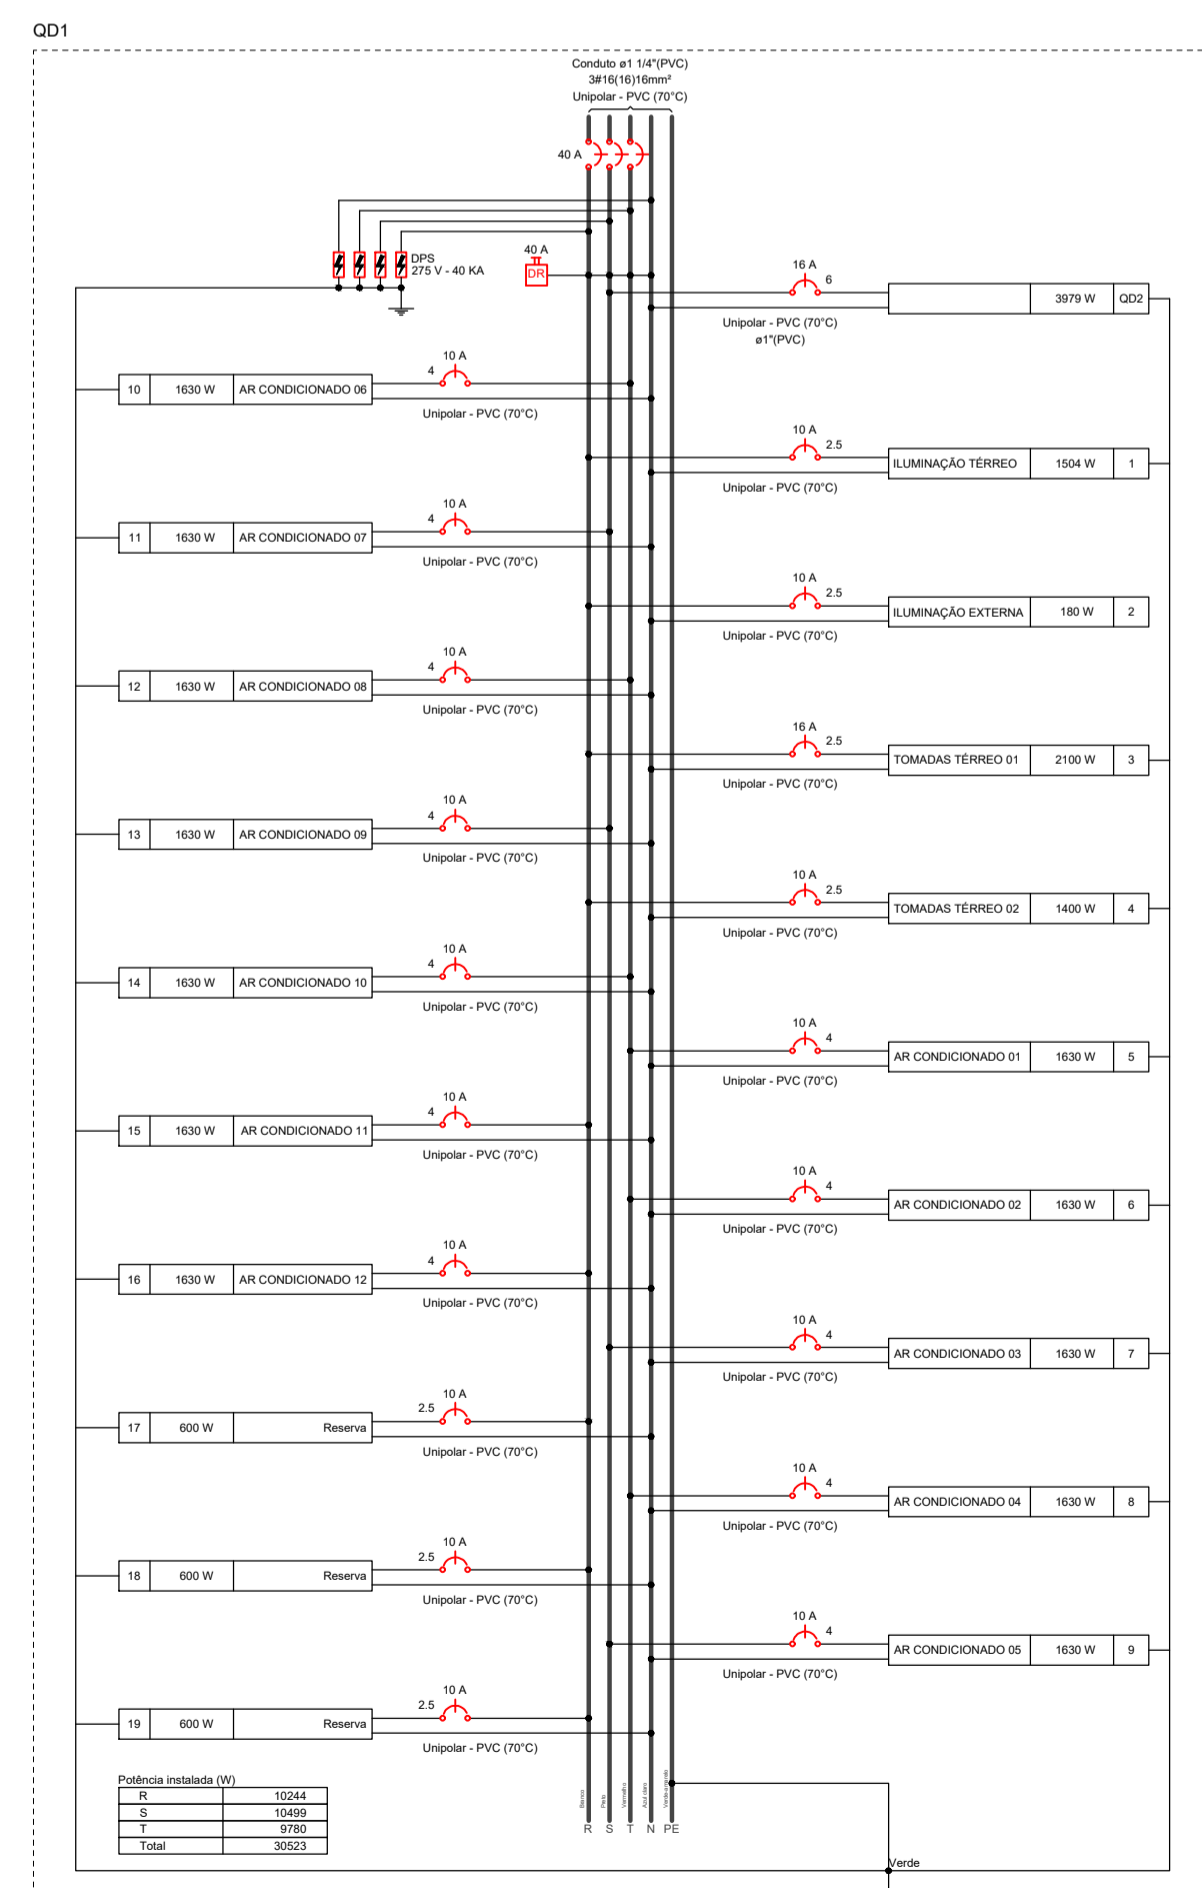 QD1
Conduto ø1 1/4"(PVC)
3#16(16)16mm²
Unipolar - PVC (70°C)
40 A
DPS
275 V - 40 KA
40 A
DR
16 A
6
3979 W QD2
Unipolar - PVC (70°C)
ø1"(PVC)
10 A
4
10 1630 W AR CONDICIONADO 06
Unipolar - PVC (70°C)
10 A
2.5
ILUMINAÇÃO TÉRREO 1504 W 1
Unipolar - PVC (70°C)
10 A
4
11 1630 W AR CONDICIONADO 07
Unipolar - PVC (70°C)
10 A
2.5
ILUMINAÇÃO EXTERNA 180 W 2
Unipolar - PVC (70°C)
10 A
4
12 1630 W AR CONDICIONADO 08
Unipolar - PVC (70°C)
16 A
2.5
TOMADAS TÉRREO 01 2100 W 3
Unipolar - PVC (70°C)
10 A
4
13 1630 W AR CONDICIONADO 09
Unipolar - PVC (70°C)
10 A
2.5
TOMADAS TÉRREO 02 1400 W 4
Unipolar - PVC (70°C)
10 A
4
14 1630 W AR CONDICIONADO 10
Unipolar - PVC (70°C)
10 A
4
AR CONDICIONADO 01 1630 W 5
Unipolar - PVC (70°C)
10 A
4
15 1630 W AR CONDICIONADO 11
Unipolar - PVC (70°C)
10 A
4
AR CONDICIONADO 02 1630 W 6
Unipolar - PVC (70°C)
10 A
4
16 1630 W AR CONDICIONADO 12
Unipolar - PVC (70°C)
10 A
4
AR CONDICIONADO 03 1630 W 7
Unipolar - PVC (70°C)
10 A
2.5
17 600 W Reserva
Unipolar - PVC (70°C)
10 A
4
AR CONDICIONADO 04 1630 W 8
Unipolar - PVC (70°C)
10 A
2.5
18 600 W Reserva
Unipolar - PVC (70°C)
10 A
4
AR CONDICIONADO 05 1630 W 9
Unipolar - PVC (70°C)
10 A
2.5
19 600 W Reserva
Unipolar - PVC (70°C)
Potência instalada (W)
R 10244
S 10499
T 9780
Total 30523
Branco
Preto
Vermelho
Azul claro
Verde-amarelo
R S T N PE
Verde